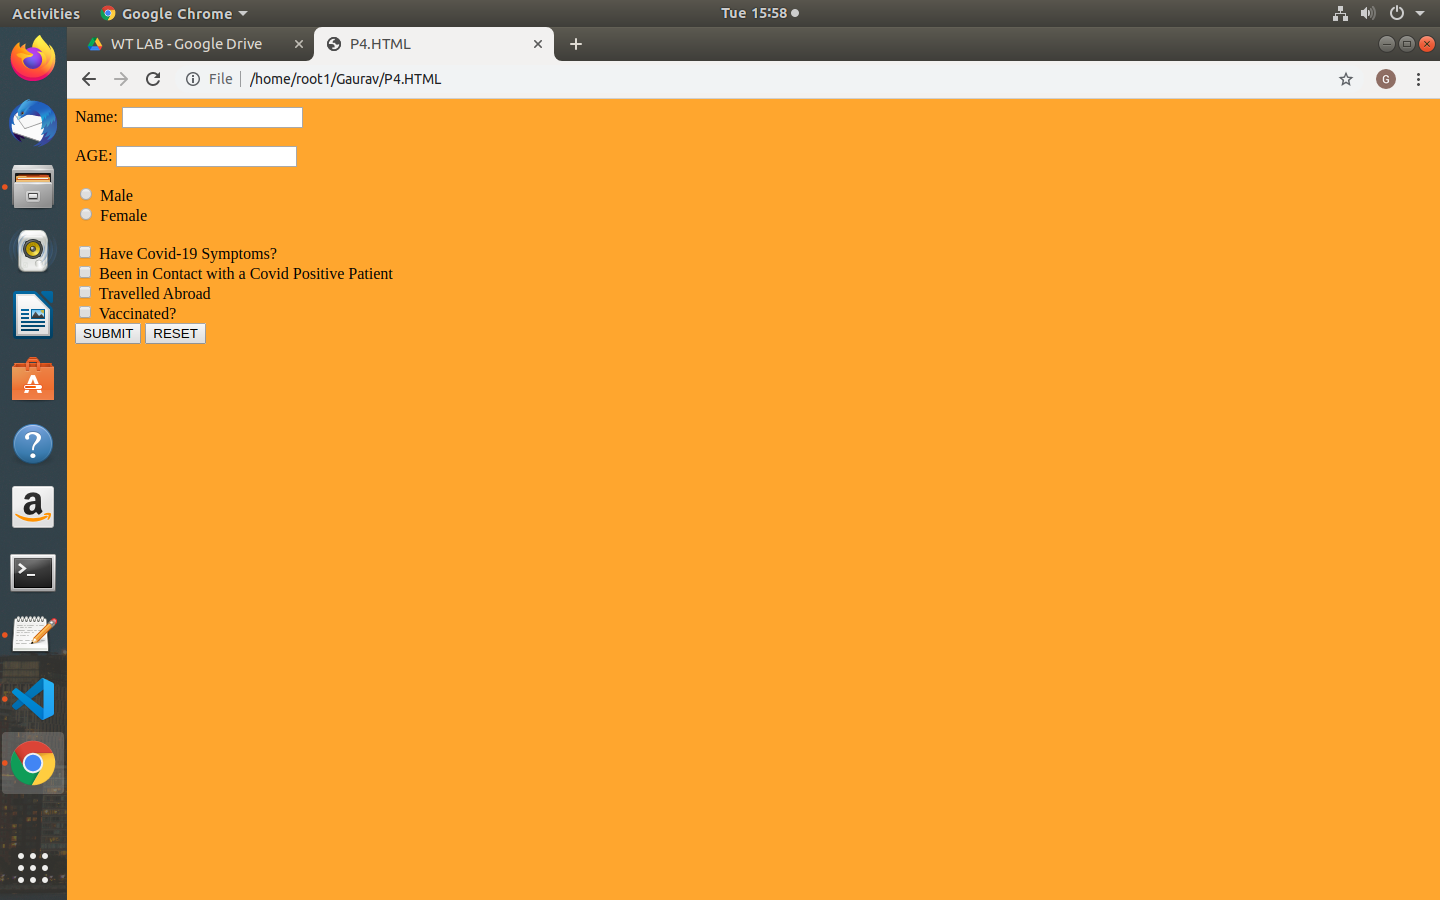 Activities Google Chrome Tue 15:58
WT LAB - Google Drive P4.HTML
File /home/root1/Gaurav/P4.HTML G
Name:
AGE:
Male
Female
Have Covid-19 Symptoms?
Been in Contact with a Covid Positive Patient
Travelled Abroad
Vaccinated?
SUBMIT RESET